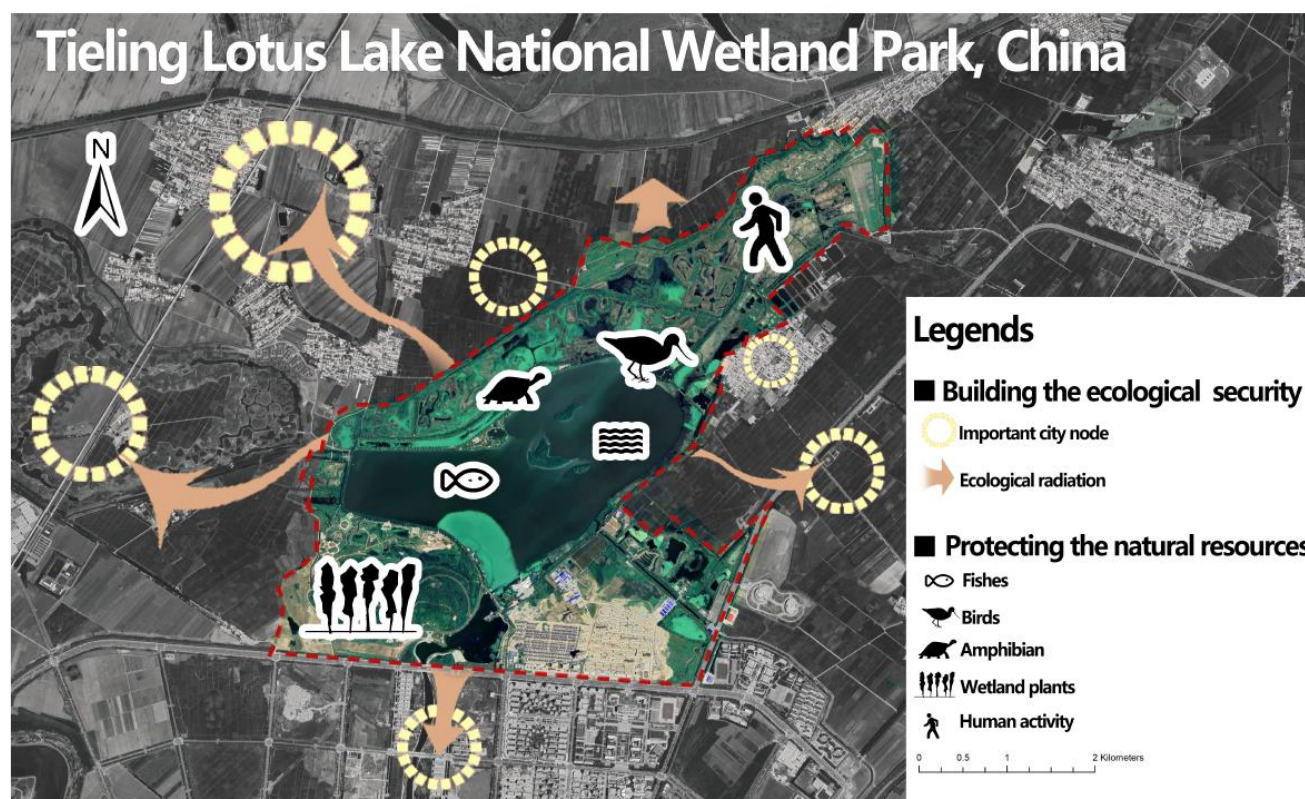 Tieling Lotus Lake National Wetland Park, China
N
Legends
Building the ecological security
Important city node
Ecological radiation
Protecting the natural resources
Fishes
Birds
Amphibian
Wetland plants
Human activity
0 0.5 1 2 Kilometers